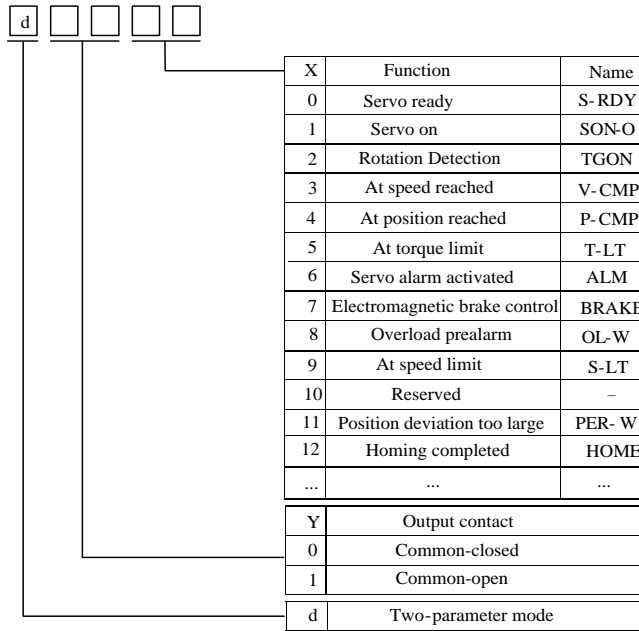 d
X Function Name
0 Servo ready S-RDY
1 Servo on SON-O
2 Rotation Detection TGON
3 At speed reached V-CMP
4 At position reached P-CMP
5 At torque limit T-LT
6 Servo alarm activated ALM
7 Electromagnetic brake control BRAKE
8 Overload prealarm OL-W
9 At speed limit S-LT
10 Reserved –
11 Position deviation too large PER-W
12 Homing completed HOME
... ... ...
Y Output contact
0 Common-closed
1 Common-open
d Two-parameter mode